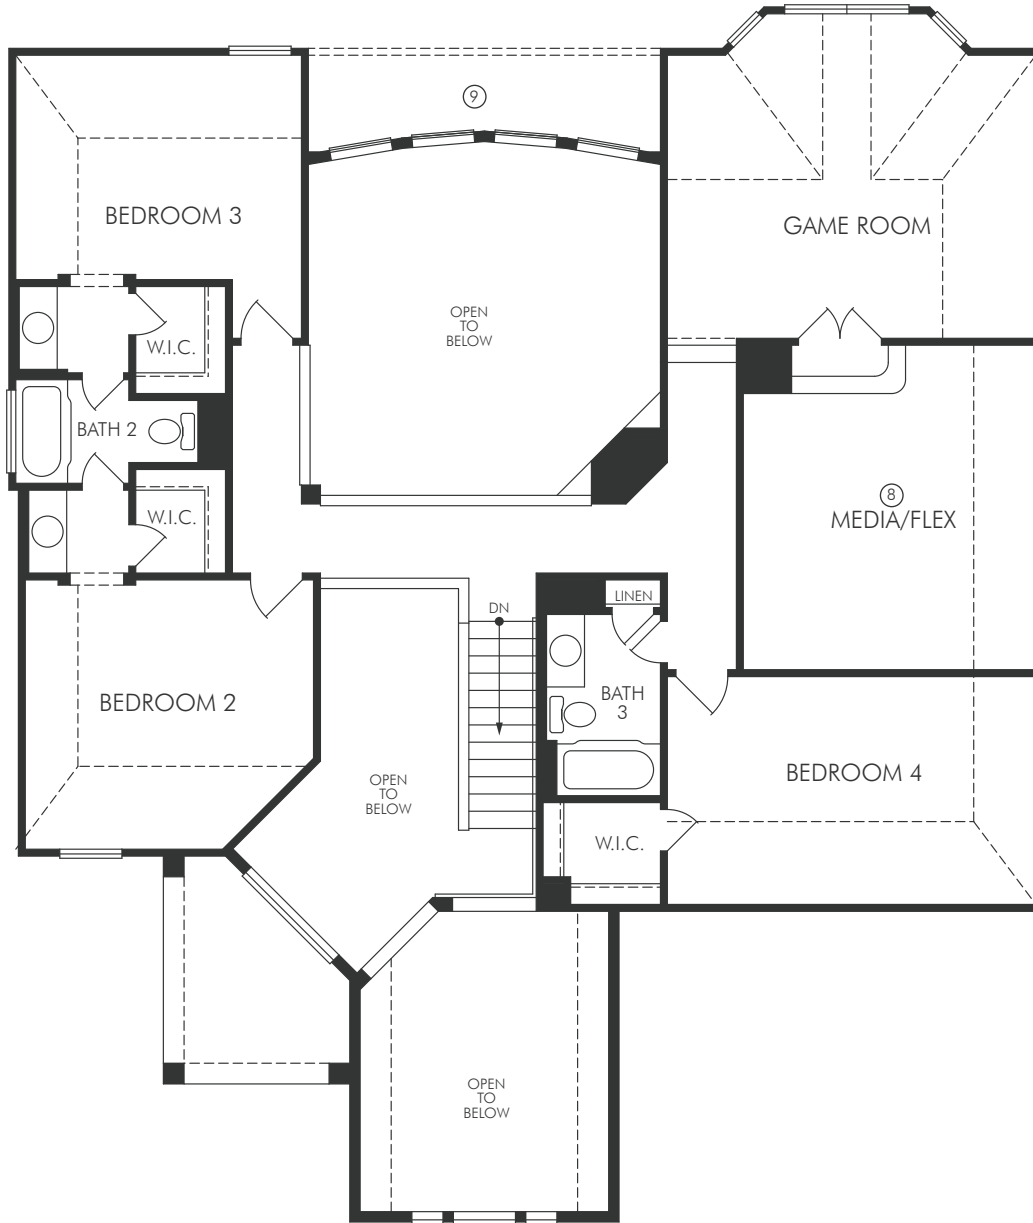 9
BEDROOM 3
GAME ROOM
OPEN
TO
BELOW
W.I.C.
BATH 2
8
MEDIA/FLEX
W.I.C.
LINEN
DN
BATH
3
BEDROOM 2
BEDROOM 4
OPEN
TO
BELOW
W.I.C.
OPEN
TO
BELOW